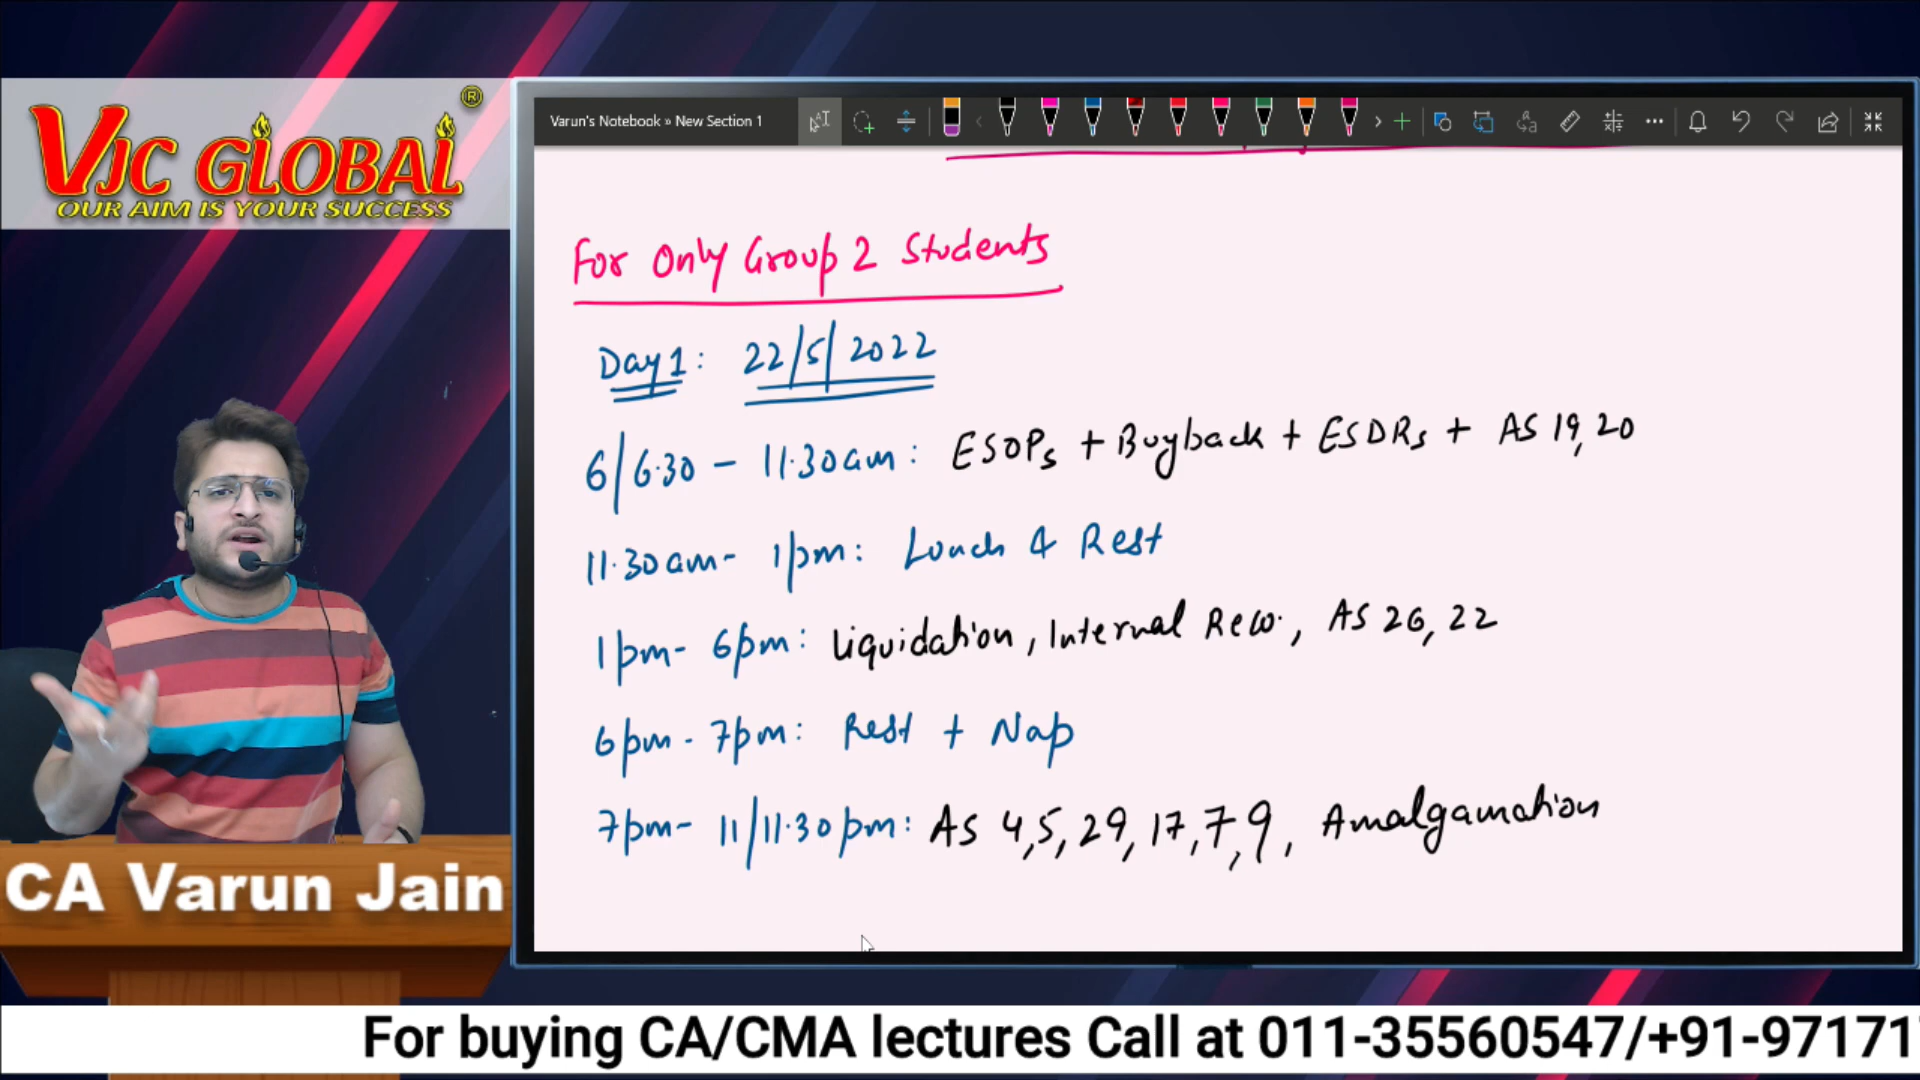 VJC GLOBAL ®
OUR AIM IS YOUR SUCCESS
Varun's Notebook » New Section 1
For Only Group 2 Students
Day 1: 22/5/2022
6/6.30 - 11.30am: ESOPs + Buyback + ESDRs + AS 19,20
11.30am- 1pm: Lunch & Rest
1pm- 6pm: Liquidation, Internal Reco., AS 26, 22
6pm - 7pm: Rest + Nap
7pm- 11/11.30pm: AS 4,5, 29, 17, 7, 9, Amalgamation
CA Varun Jain
For buying CA/CMA lectures Call at 011-35560547/+91-97171